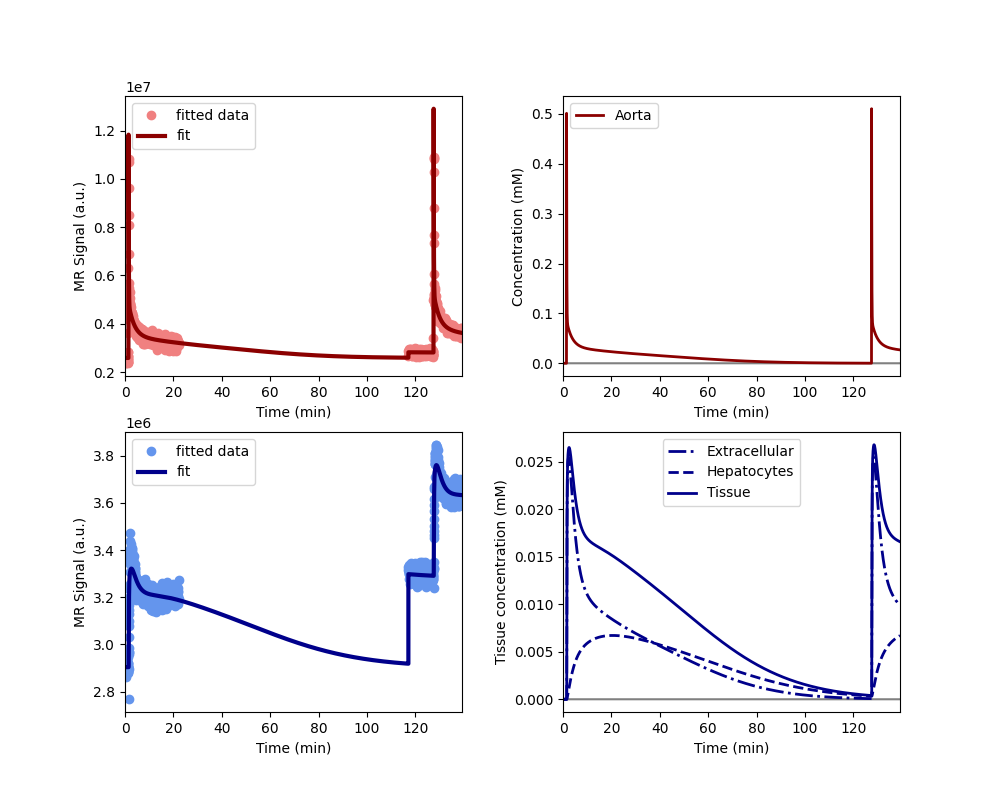 1e7
fitted data
fit
MR Signal (a.u.)
1.2
1.0
0.8
0.6
0.4
0.2
0 20 40 60 80 100 120
Time (min)
Aorta
Concentration (mM)
0.5
0.4
0.3
0.2
0.1
0.0
0 20 40 60 80 100 120
Time (min)
1e6
fitted data
fit
MR Signal (a.u.)
3.8
3.6
3.4
3.2
3.0
2.8
0 20 40 60 80 100 120
Time (min)
Extracellular
Hepatocytes
Tissue
Tissue concentration (mM)
0.025
0.020
0.015
0.010
0.005
0.000
0 20 40 60 80 100 120
Time (min)